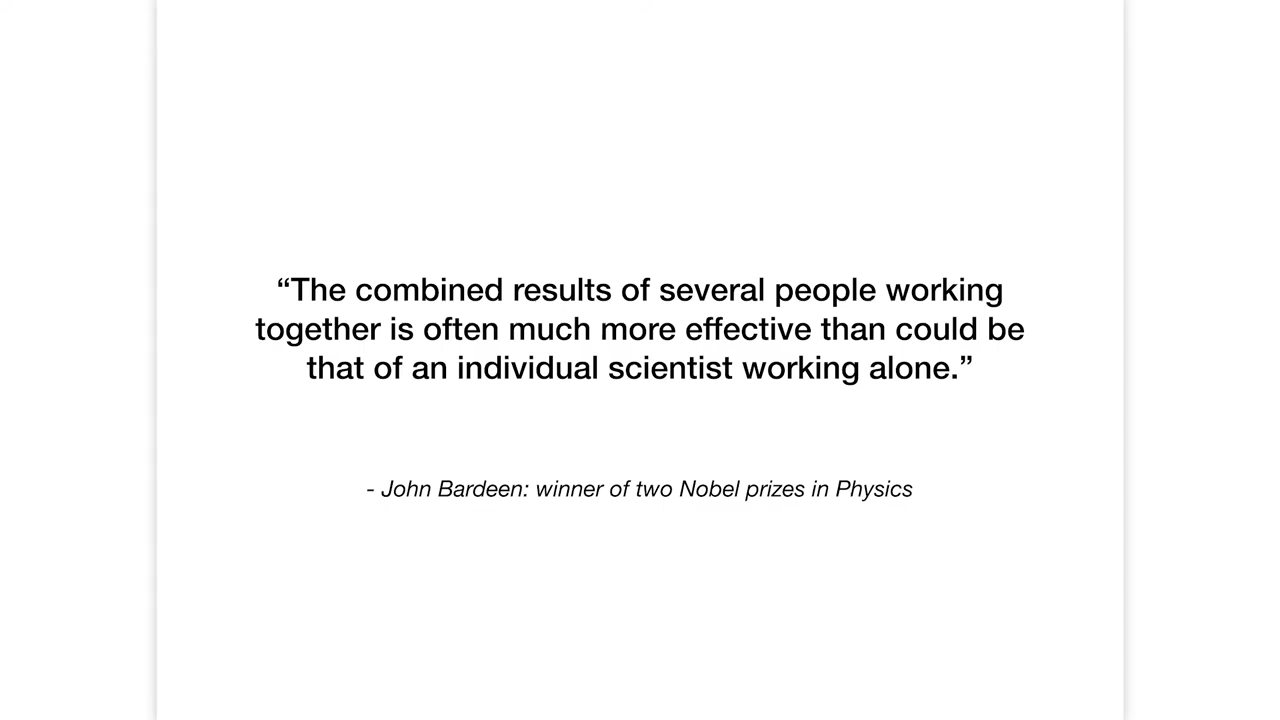 “The combined results of several people working
together is often much more effective than could be
that of an individual scientist working alone.”
- John Bardeen: winner of two Nobel prizes in Physics